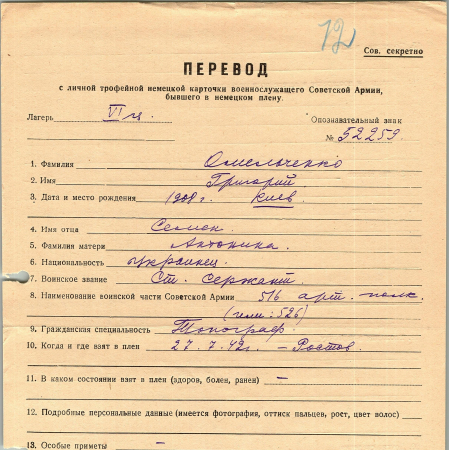 12
Сов. секретно
ПЕРЕВОД
с личной трофейной немецкой карточки военнослужащего Советской Армии,
бывшего в немецком плену.
Лагерь VI
Опознавательный знак
№ 52259.
1. Фамилия Омельченко
2. Имя Григорий
3. Дата и место рождения 1908 г. Киев.
4. Имя отца Семен.
5. Фамилия матери Антонина.
6. Национальность украинец.
7. Воинское звание Ст. сержант.
8. Наименование воинской части Советской Армии 516 арт. полк.
(или: 526)
9. Гражданская специальность Топограф.
10. Когда и где взят в плен 27.7.42 г. – Ростов.
11. В каком состоянии взят в плен (здоров, болен, ранен) –
12. Подробные персональные данные (имеется фотография, оттиск пальцев, рост, цвет волос)
13. Особые приметы –